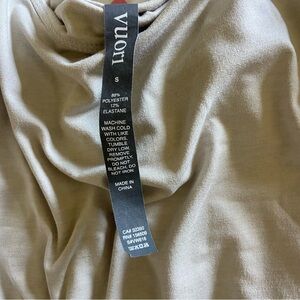 vuori
S
88%
POLYESTER
12%
ELASTANE
MACHINE
WASH COLD
WITH LIKE
COLORS.
TUMBLE
DRY LOW.
REMOVE
PROMPTLY.
DO NOT
BLEACH. DO
NOT IRON
MADE IN
CHINA